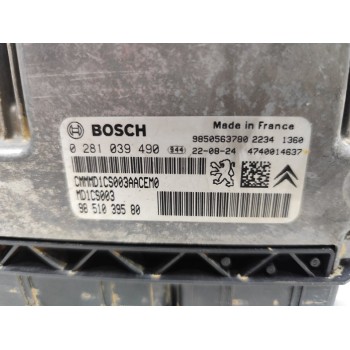 BOSCH
Made in France
9850563780 2234 1360
0 281 039 490 944 22-08-24 4740014637
CMMMD1CS003AACEM0
MD1CS003
98 510 395 80